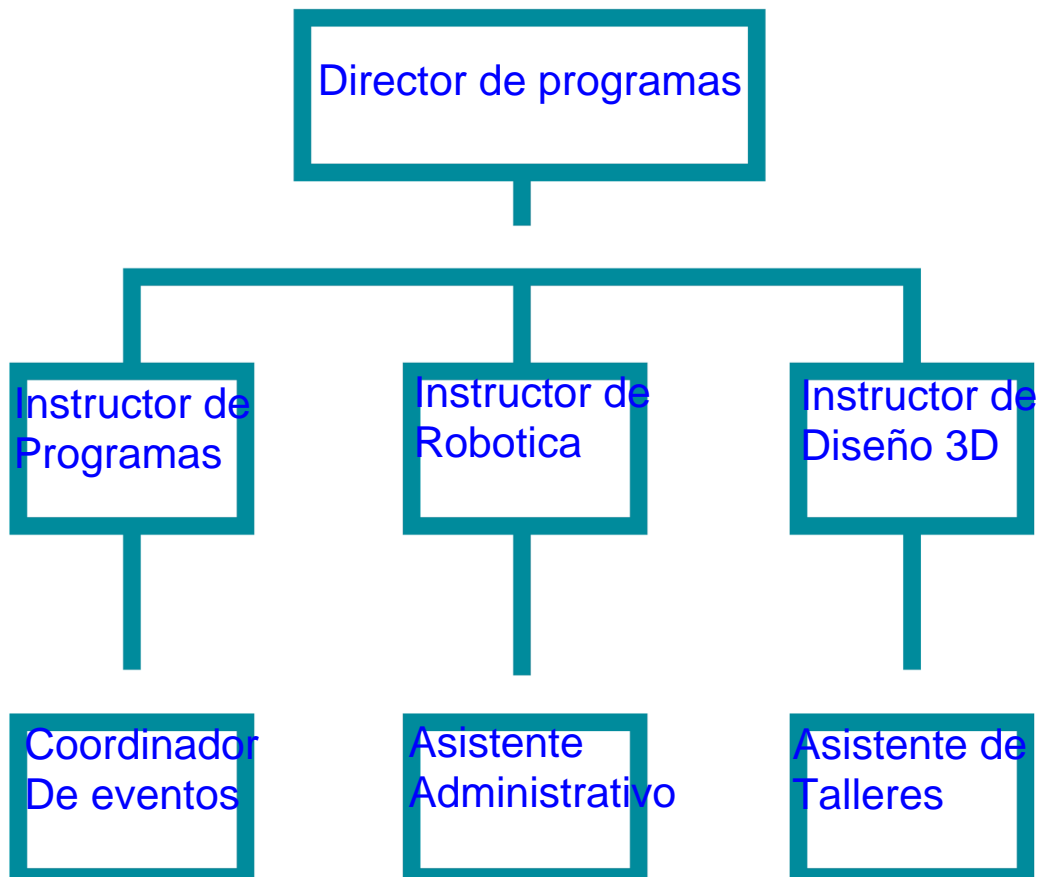 Director de programas
Instructor de
Programas
Instructor de
Robotica
Instructor de
Diseño 3D
Coordinador
De eventos
Asistente
Administrativo
Asistente de
Talleres